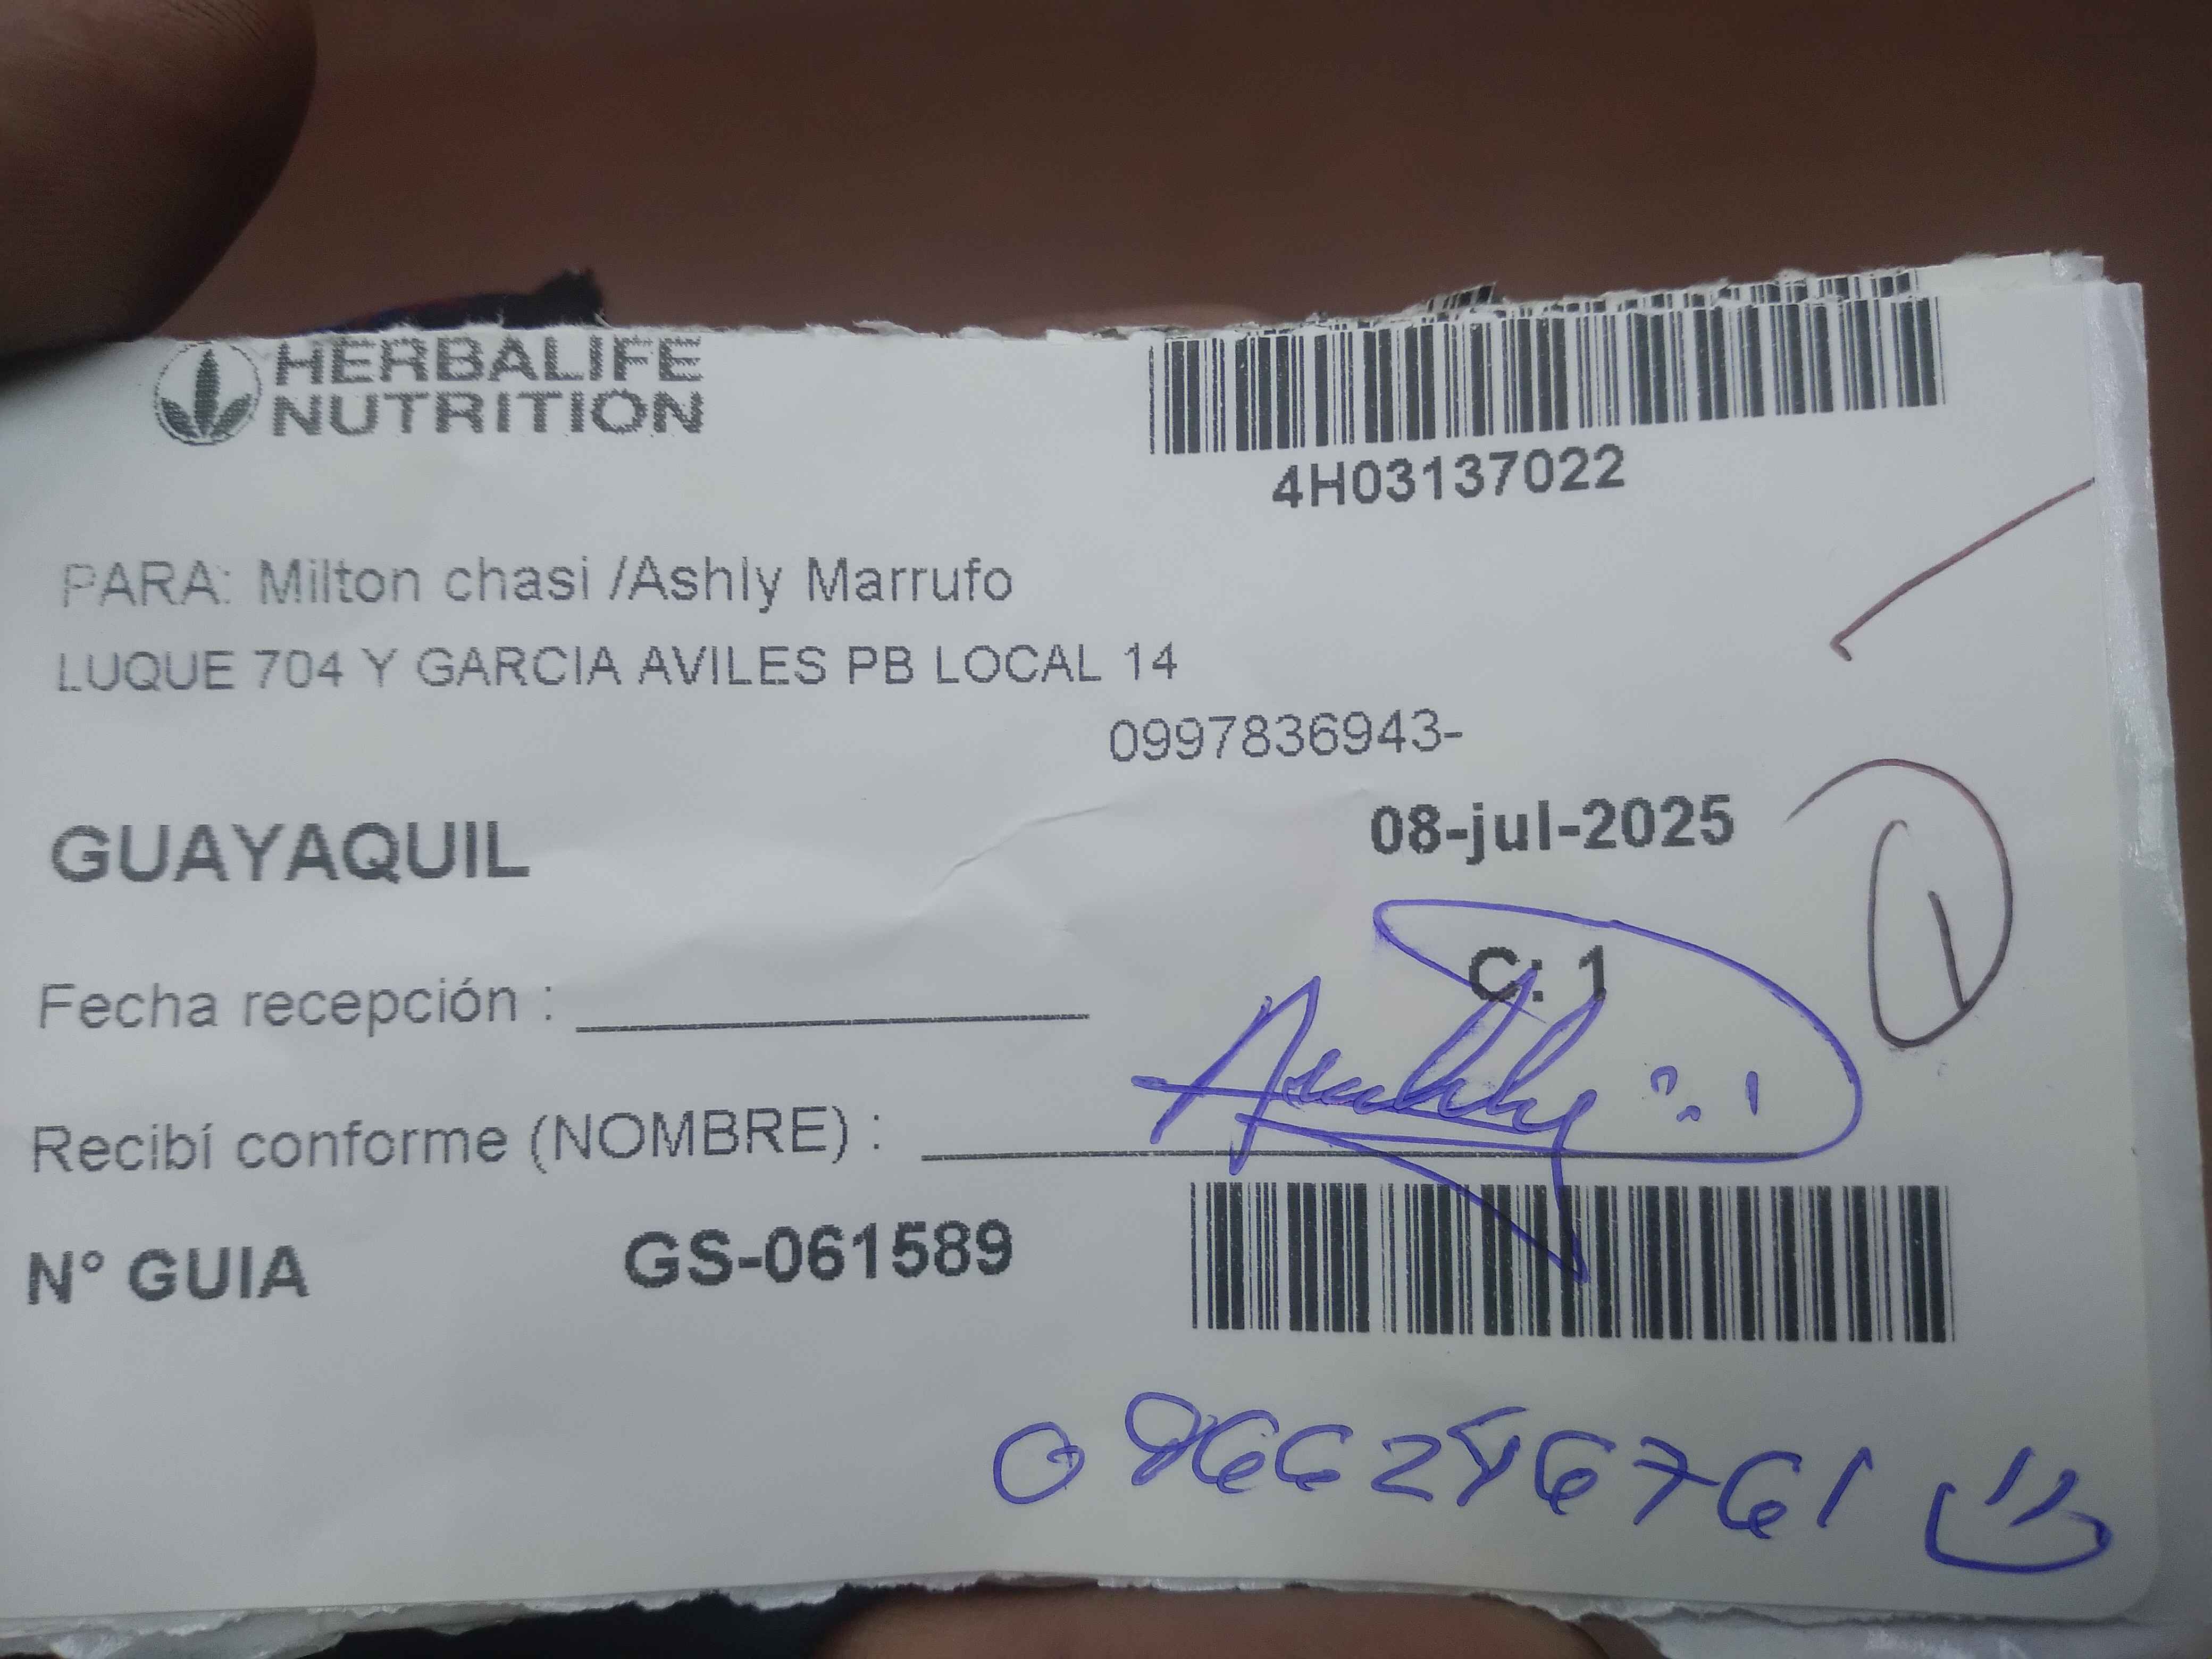 HERBALIFE
NUTRITION
4H03137022
PARA: Milton chasi /Ashly Marrufo
LUQUE 704 Y GARCIA AVILES PB LOCAL 14
0997836943-
GUAYAQUIL
08-jul-2025
1
C: 1
Fecha recepción :
Recibí conforme (NOMBRE) :
N° GUIA GS-061589